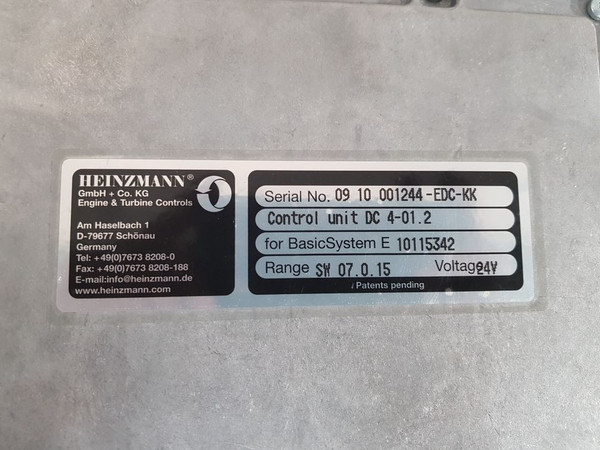 HEINZMANN®
GmbH + Co. KG
Engine & Turbine Controls
Am Haselbach 1
D-79677 Schönau
Germany
Tel: +49(0)7673 8208-0
Fax: +49(0)7673 8208-188
E-mail:info@heinzmann.de
www.heinzmann.com
Serial No. 09 10 001244-EDC-KK
Control unit DC 4-01.2
for BasicSystem E 10115342
Range SW 07.0.15 Voltage 24V
Patents pending